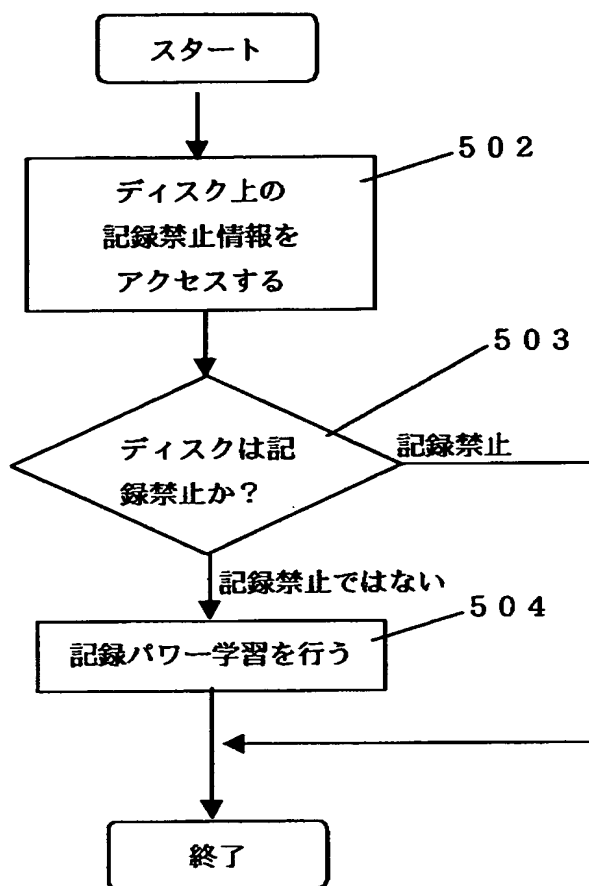 スタート
502
ディスク上の
記録禁止情報を
アクセスする
503
ディスクは記
録禁止か？
記録禁止
記録禁止ではない
504
記録パワー学習を行う
終了